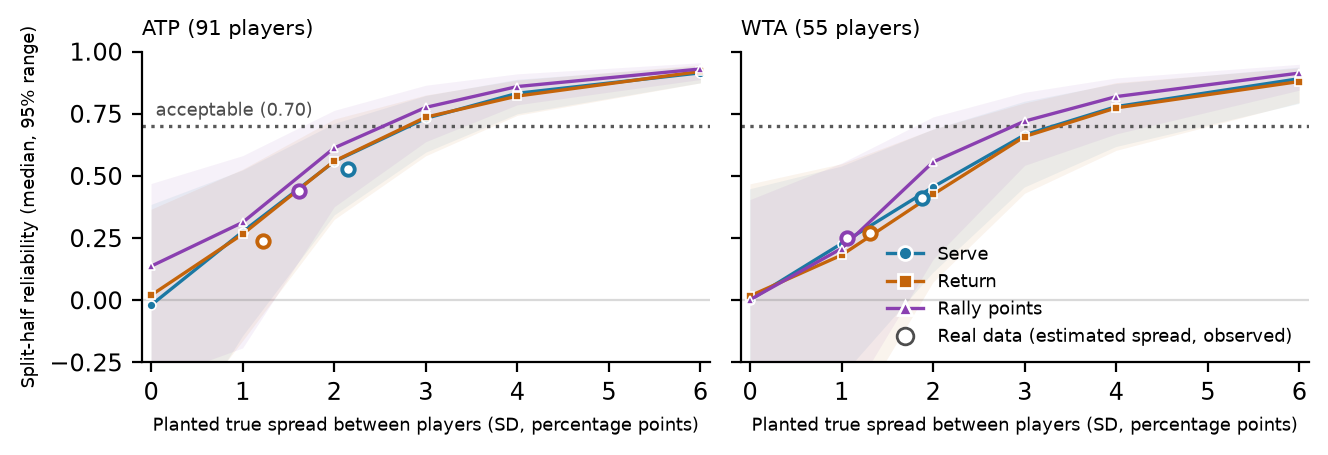 ATP (91 players)
WTA (55 players)
Split-half reliability (median, 95% range)
1.00
0.75
0.50
0.25
0.00
−0.25
acceptable (0.70)
Serve
Return
Rally points
Real data (estimated spread, observed)
0 1 2 3 4 5 6
0 1 2 3 4 5 6
Planted true spread between players (SD, percentage points)
Planted true spread between players (SD, percentage points)